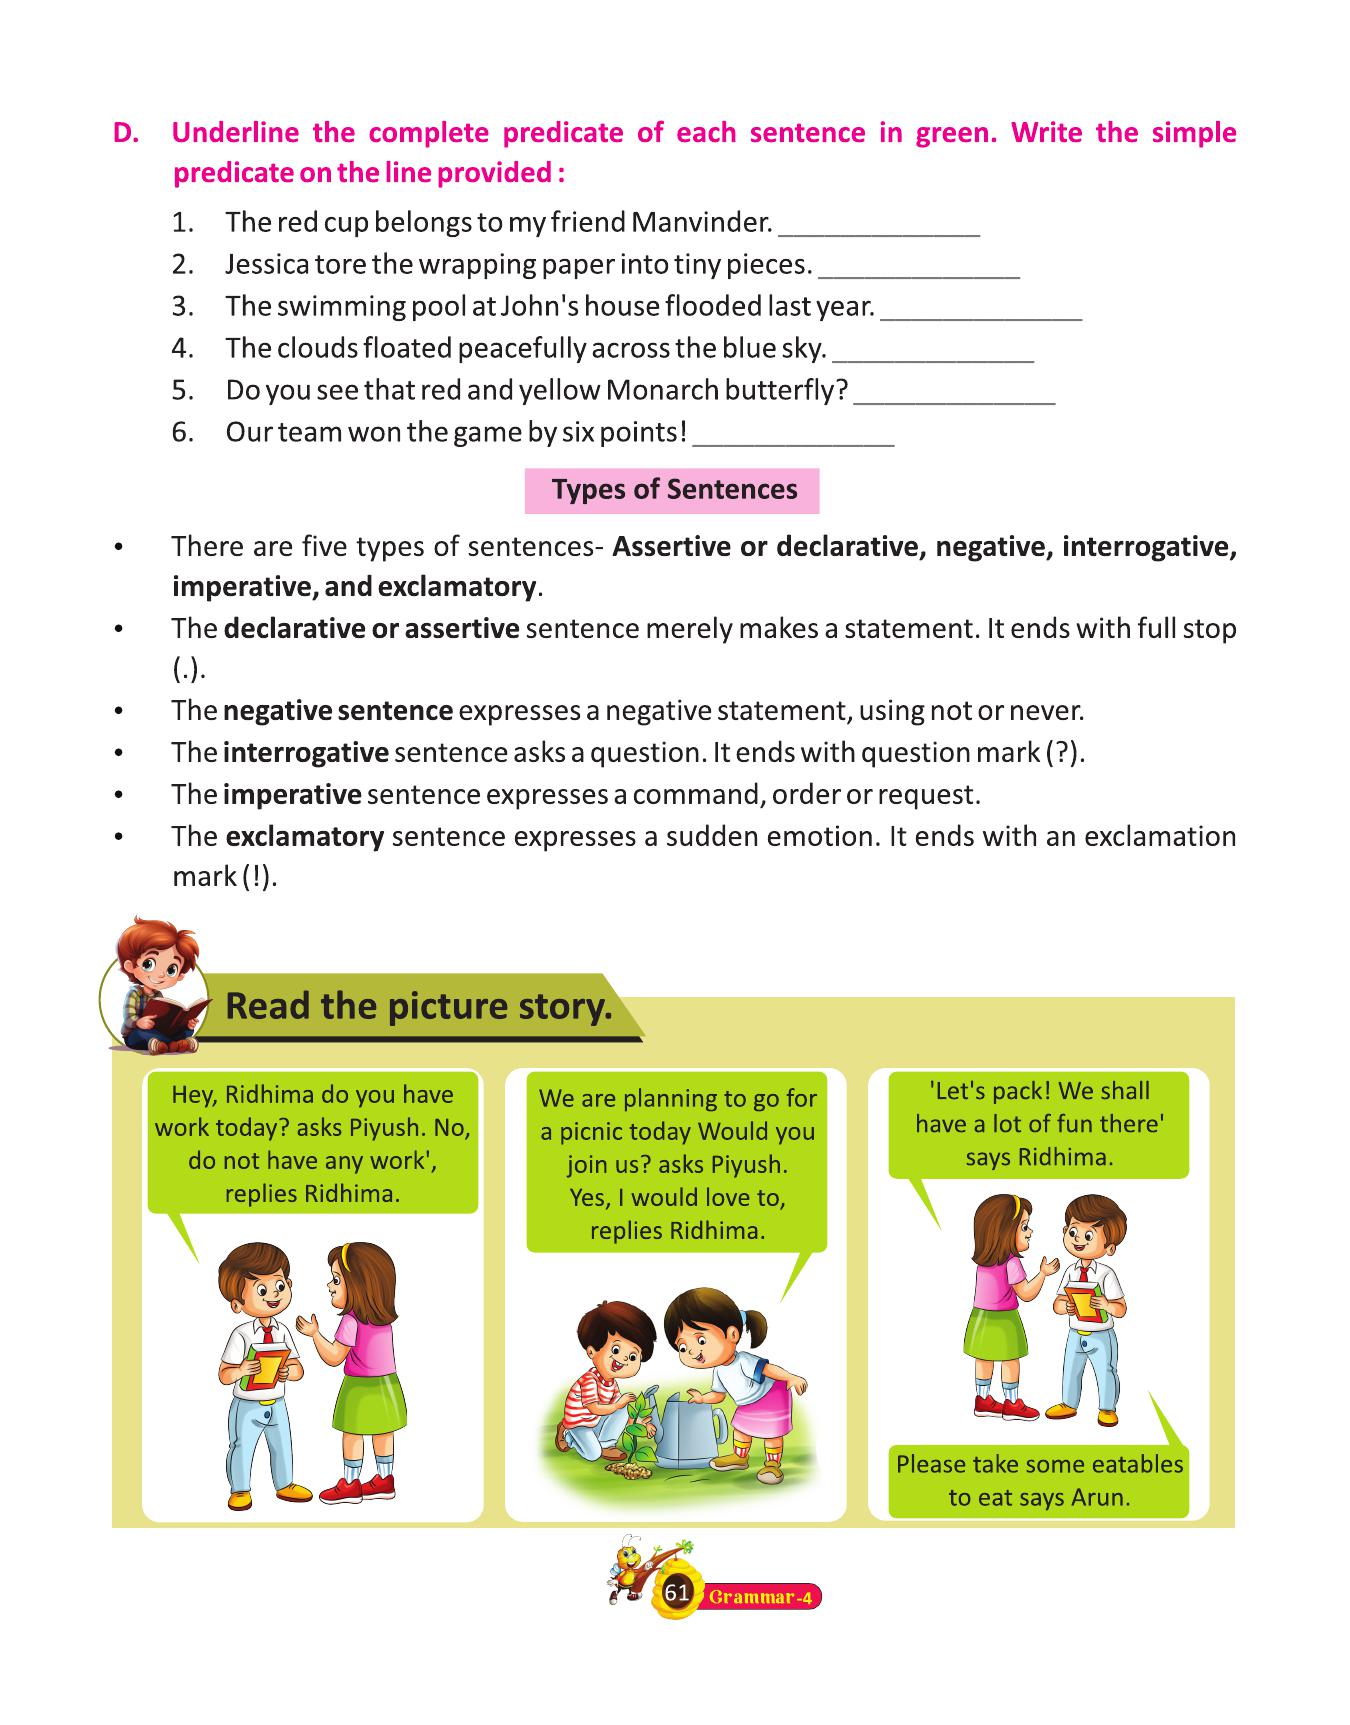 D. Underline the complete predicate of each sentence in green. Write the simple
predicate on the line provided :
1. The red cup belongs to my friend Manvinder. _____________
2. Jessica tore the wrapping paper into tiny pieces. _____________
3. The swimming pool at John's house flooded last year. _____________
4. The clouds floated peacefully across the blue sky. _____________
5. Do you see that red and yellow Monarch butterfly? _____________
6. Our team won the game by six points! _____________
Types of Sentences
• There are five types of sentences- Assertive or declarative, negative, interrogative,
imperative, and exclamatory.
• The declarative or assertive sentence merely makes a statement. It ends with full stop
(.).
• The negative sentence expresses a negative statement, using not or never.
• The interrogative sentence asks a question. It ends with question mark (?).
• The imperative sentence expresses a command, order or request.
• The exclamatory sentence expresses a sudden emotion. It ends with an exclamation
mark (!).
Read the picture story.
Hey, Ridhima do you have
work today? asks Piyush. No,
do not have any work',
replies Ridhima.
We are planning to go for
a picnic today Would you
join us? asks Piyush.
Yes, I would love to,
replies Ridhima.
'Let's pack! We shall
have a lot of fun there'
says Ridhima.
Please take some eatables
to eat says Arun.
61
Grammar-4